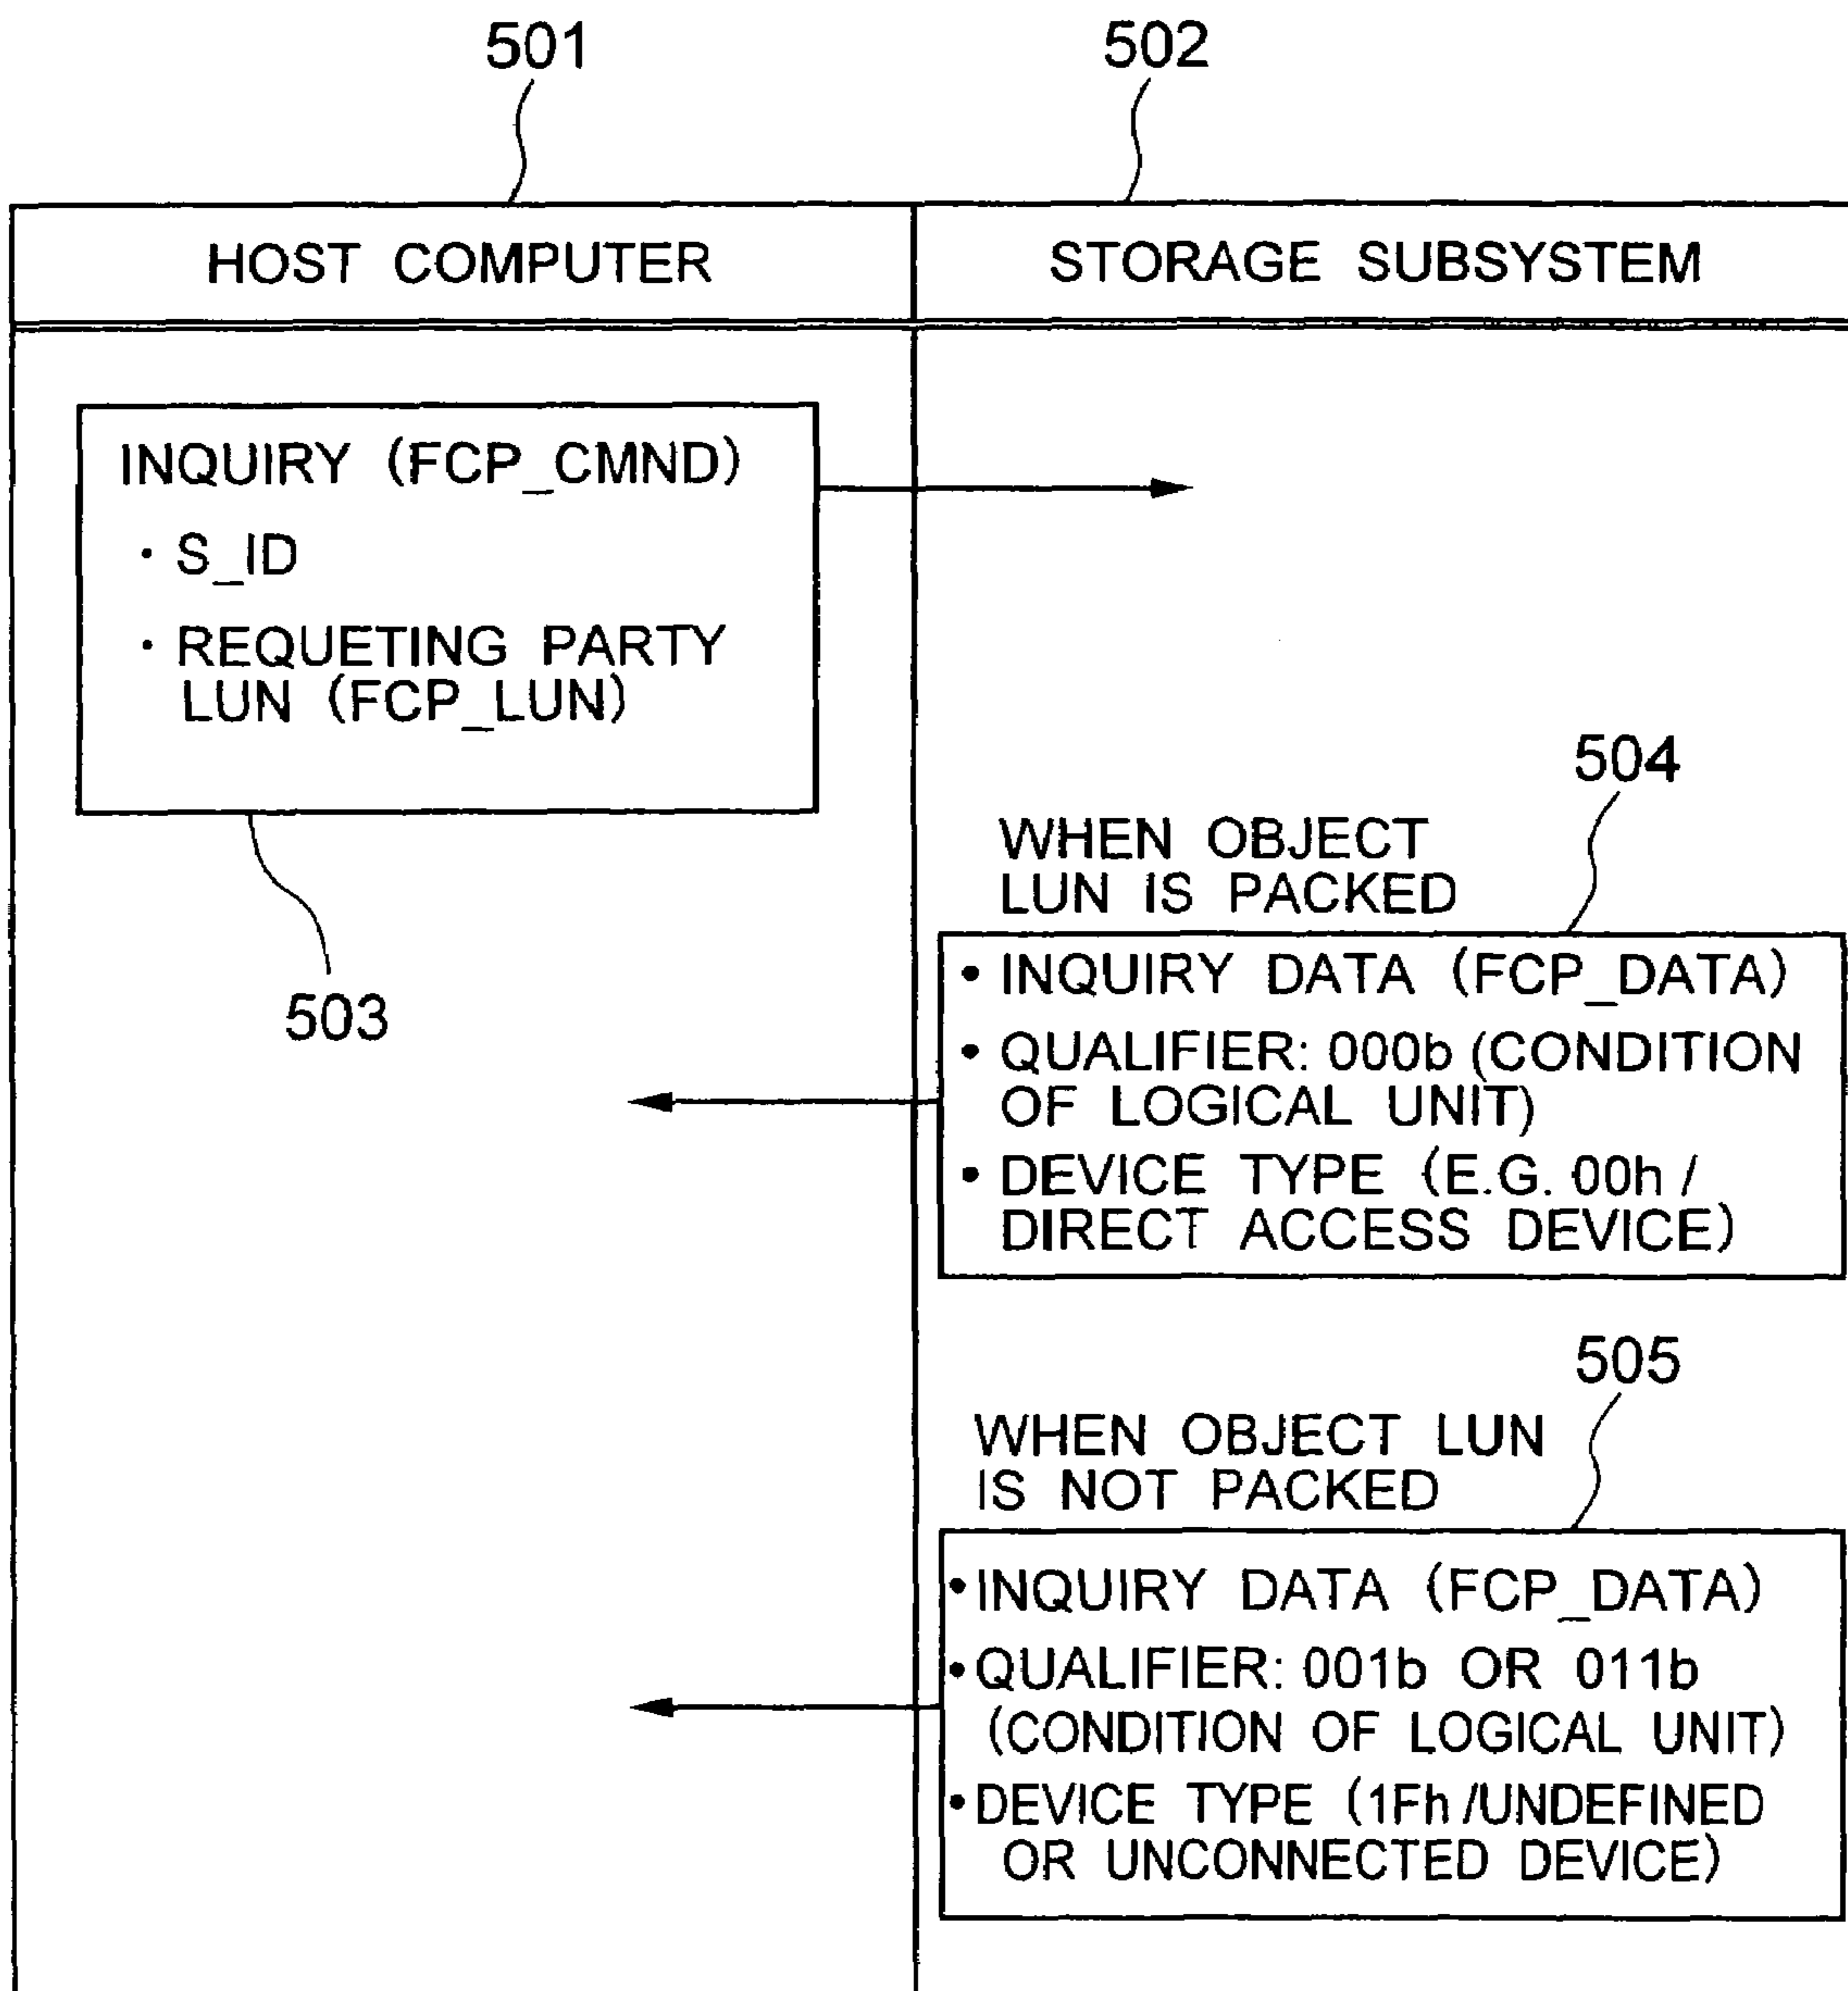 501
502
HOST COMPUTER
STORAGE SUBSYSTEM
INQUIRY (FCP_CMND)
· S_ID
· REQUETING PARTY
LUN (FCP_LUN)
503
504
WHEN OBJECT
LUN IS PACKED
• INQUIRY DATA (FCP_DATA)
• QUALIFIER: 000b (CONDITION
OF LOGICAL UNIT)
• DEVICE TYPE (E.G. 00h /
DIRECT ACCESS DEVICE)
505
WHEN OBJECT LUN
IS NOT PACKED
• INQUIRY DATA (FCP_DATA)
• QUALIFIER: 001b OR 011b
(CONDITION OF LOGICAL UNIT)
• DEVICE TYPE (1Fh /UNDEFINED
OR UNCONNECTED DEVICE)